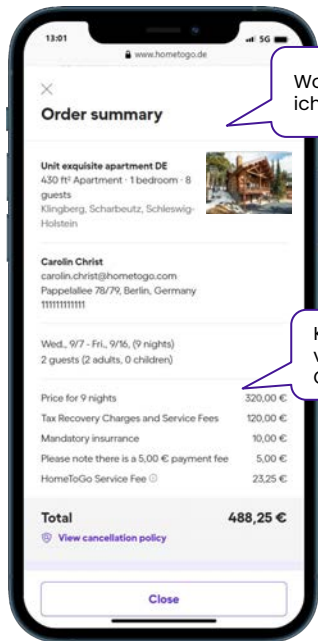 13:01
5G
www.hometogo.de
Order summary
Unit exquisite apartment DE
430 ft² Apartment · 1 bedroom · 8
guests
Klingberg, Scharbeutz, Schleswig-
Holstein
Carolin Christ
carolin.christ@hometogo.com
Pappelallee 78/79, Berlin, Germany
111111111111
Wed., 9/7 - Fri., 9/16, (9 nights)
2 guests (2 adults, 0 children)
Price for 9 nights 320,00 €
Tax Recovery Charges and Service Fees 120,00 €
Mandatory insurrance 10,00 €
Please note there is a 5,00 € payment fee 5,00 €
HomeToGo Service Fee 23,25 €
Total 488,25 €
View cancellation policy
Close